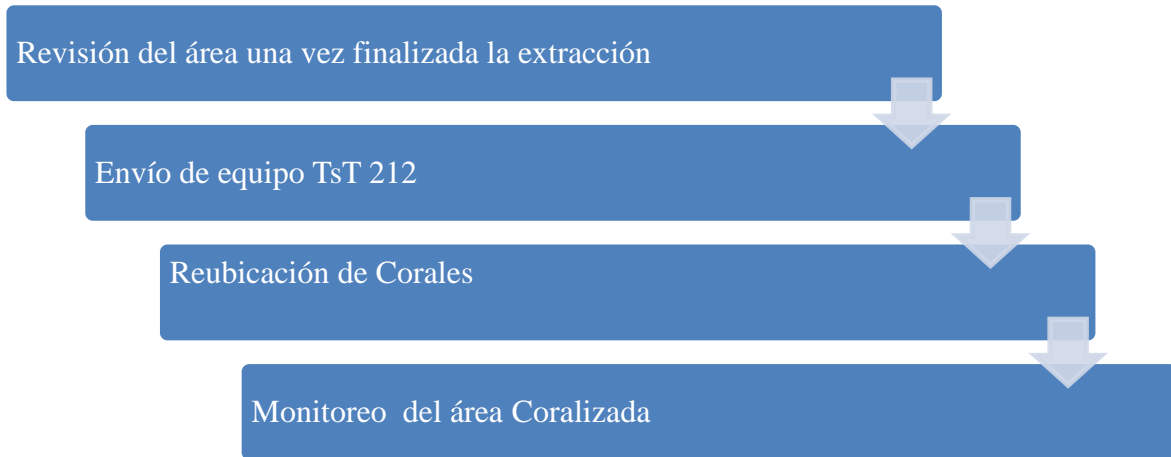 Revisión del área una vez finalizada la extracción
Envío de equipo TsT 212
Reubicación de Corales
Monitoreo del área Coralizada